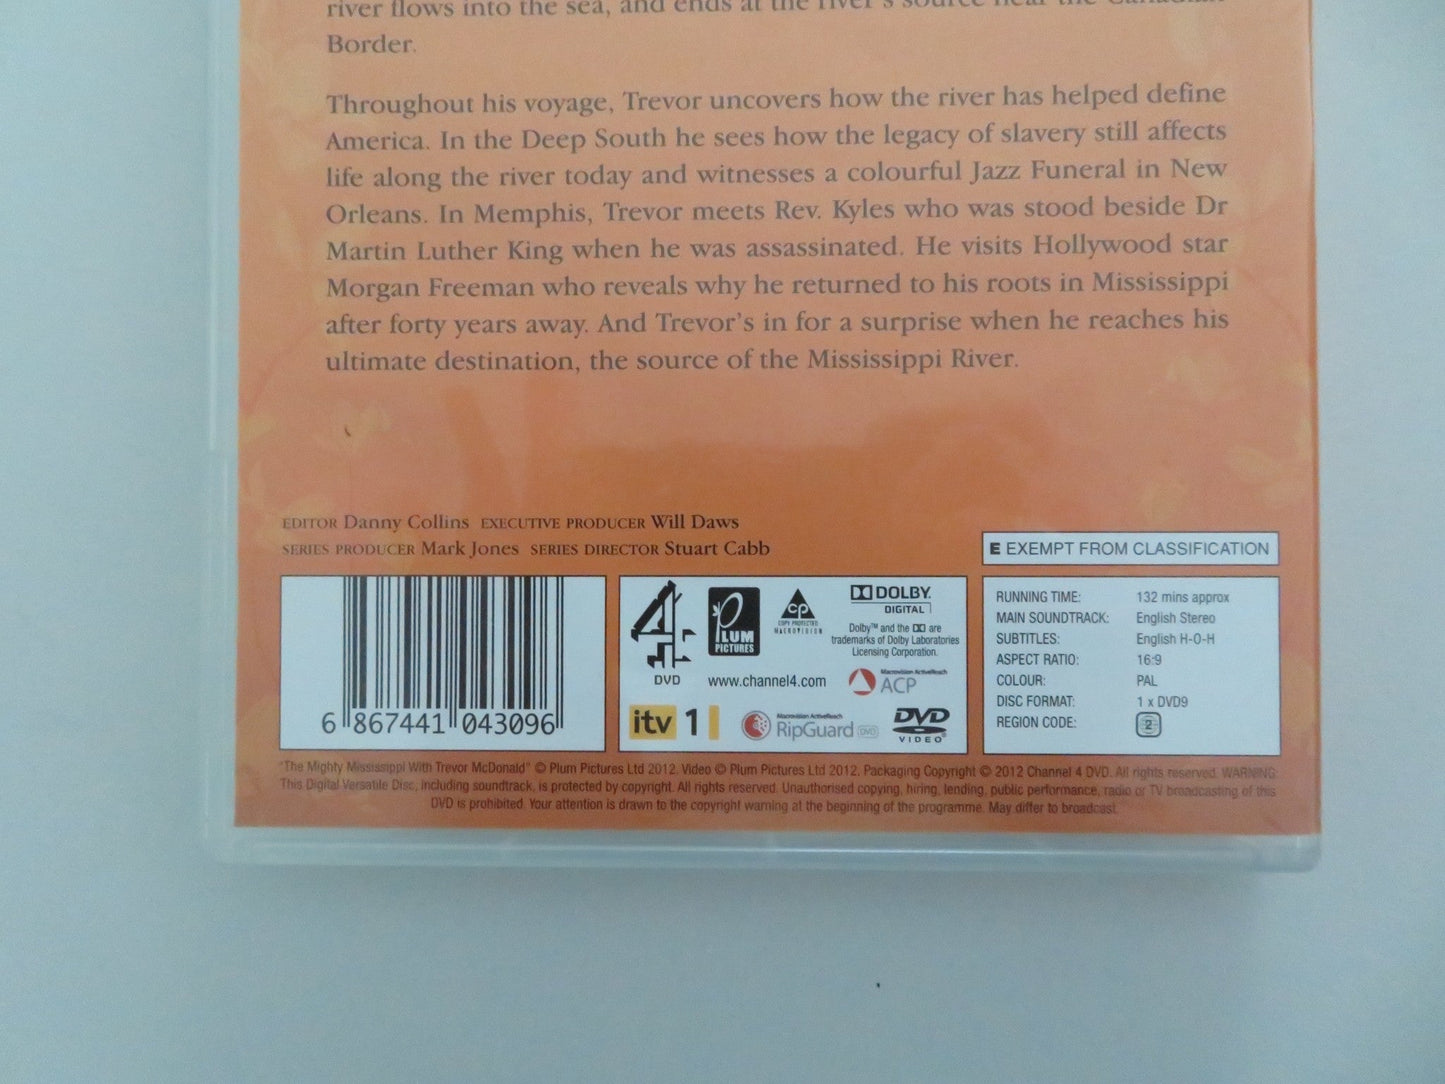 river flows into the sea, and ends at the river's source near the Canadian
Border.
Throughout his voyage, Trevor uncovers how the river has helped define
America. In the Deep South he sees how the legacy of slavery still affects
life along the river today and witnesses a colourful Jazz Funeral in New
Orleans. In Memphis, Trevor meets Rev. Kyles who was stood beside Dr
Martin Luther King when he was assassinated. He visits Hollywood star
Morgan Freeman who reveals why he returned to his roots in Mississippi
after forty years away. And Trevor's in for a surprise when he reaches his
ultimate destination, the source of the Mississippi River.
EDITOR Danny Collins EXECUTIVE PRODUCER Will Daws
SERIES PRODUCER Mark Jones SERIES DIRECTOR Stuart Cabb
E EXEMPT FROM CLASSIFICATION
6 867441 043096
4
DVD
PLUM
PICTURES
CP
COPY PROTECTED
MACROVISION
DOLBY
DIGITAL
Dolby™ and the DD are
trademarks of Dolby Laboratories
Licensing Corporation.
www.channel4.com
Macrovision ActiveReach
ACP
itv 1
Macrovision ActiveReach
RipGuard DVD
DVD
VIDEO
RUNNING TIME: 132 mins approx
MAIN SOUNDTRACK: English Stereo
SUBTITLES: English H-O-H
ASPECT RATIO: 16:9
COLOUR: PAL
DISC FORMAT: 1 x DVD9
REGION CODE: 2
"The Mighty Mississippi With Trevor McDonald" © Plum Pictures Ltd 2012. Video © Plum Pictures Ltd 2012. Packaging Copyright © 2012 Channel 4 DVD. All rights reserved. WARNING:
This Digital Versatile Disc, including soundtrack, is protected by copyright. All rights reserved. Unauthorised copying, hiring, lending, public performance, radio or TV broadcasting of this
DVD is prohibited. Your attention is drawn to the copyright warning at the beginning of the programme. May differ to broadcast.